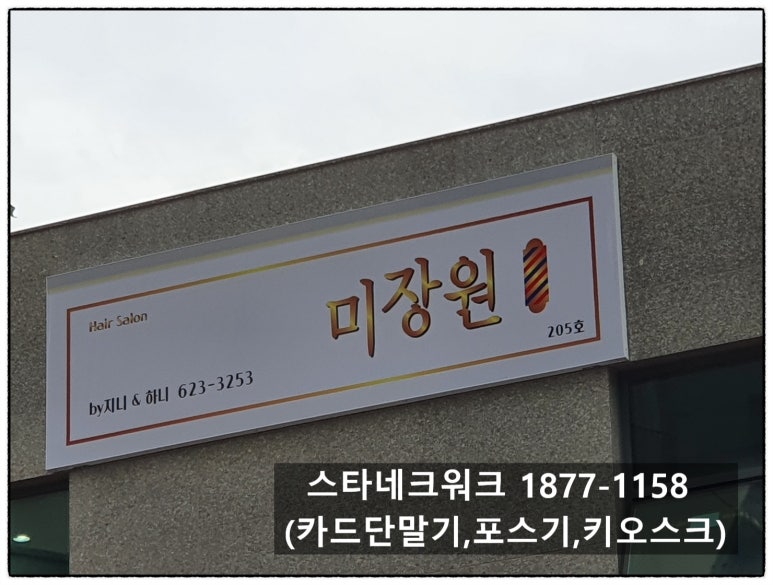 Hair Salon
미장원
205호
by지니 & 하니 623-3253
스타네크워크 1877-1158
(카드단말기,포스기,키오스크)